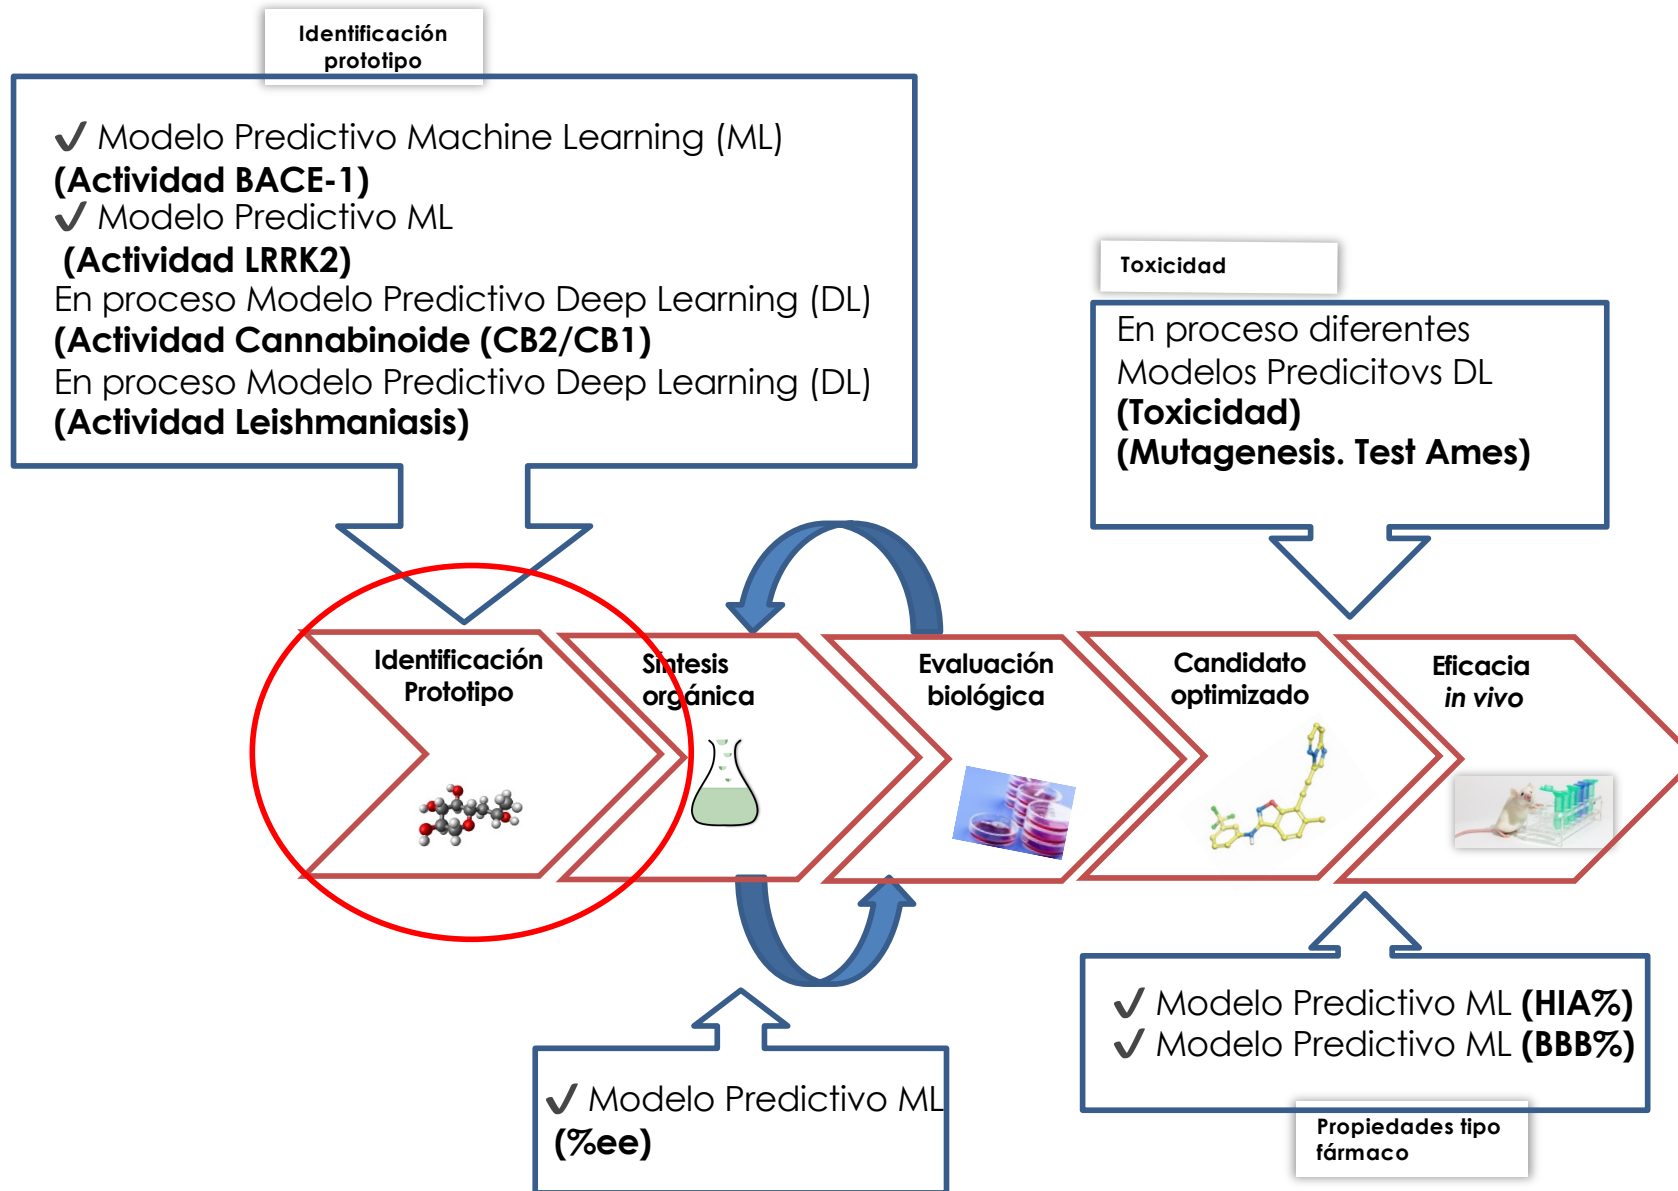 Identificación
prototipo
✔ Modelo Predictivo Machine Learning (ML)
(Actividad BACE-1)
✔ Modelo Predictivo ML
(Actividad LRRK2)
En proceso Modelo Predictivo Deep Learning (DL)
(Actividad Cannabinoide (CB2/CB1)
En proceso Modelo Predictivo Deep Learning (DL)
(Actividad Leishmaniasis)
Toxicidad
En proceso diferentes
Modelos Predicitovs DL
(Toxicidad)
(Mutagenesis. Test Ames)
Identificación
Prototipo
Síntesis
orgánica
Evaluación
biológica
Candidato
optimizado
Eficacia
in vivo
✔ Modelo Predictivo ML
(%ee)
✔ Modelo Predictivo ML (HIA%)
✔ Modelo Predictivo ML (BBB%)
Propiedades tipo
fármaco